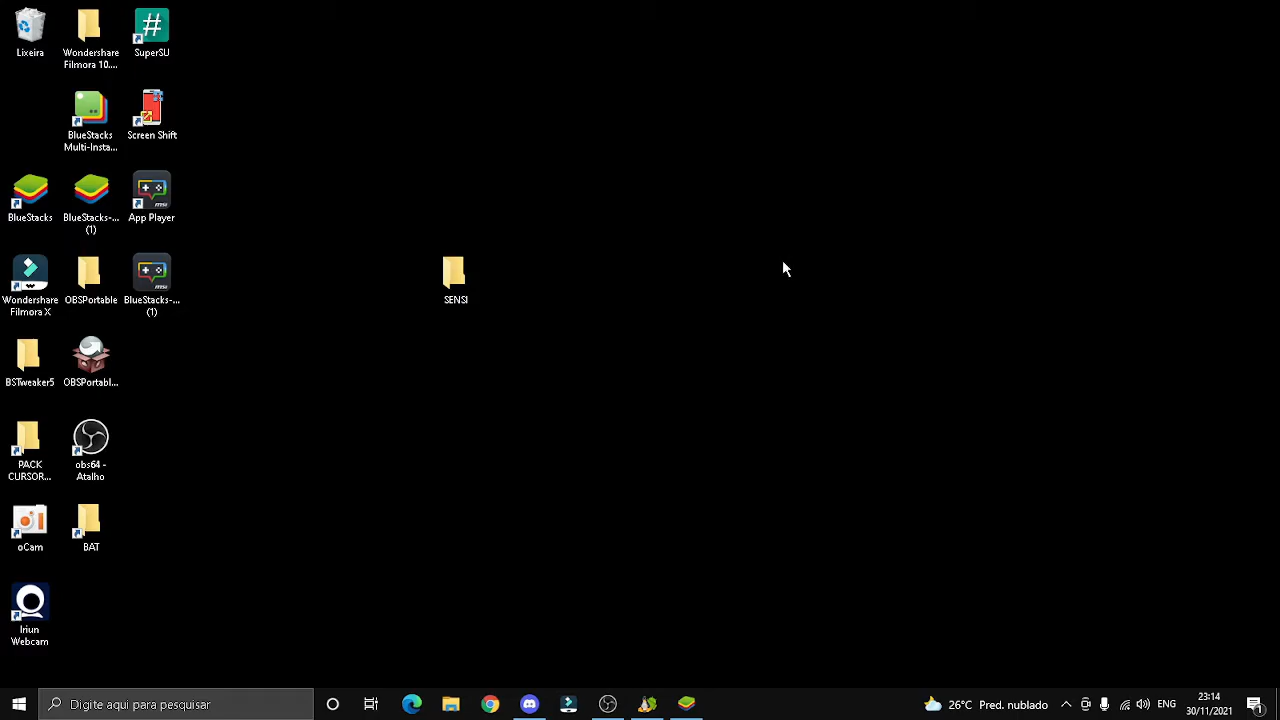 Lixeira
Wondershare
Filmora 10....
SuperSU
BlueStacks
Multi-Insta...
Screen Shift
BlueStacks
BlueStacks-...
(1)
App Player
Wondershare
Filmora X
OBSPortable
BlueStacks-...
(1)
SENSI
BSTweaker5
OBSPortabl...
PACK
CURSOR...
obs64 -
Atalho
oCam
BAT
Iriun
Webcam
Digite aqui para pesquisar
26°C Pred. nublado
ENG
23:14
30/11/2021
1